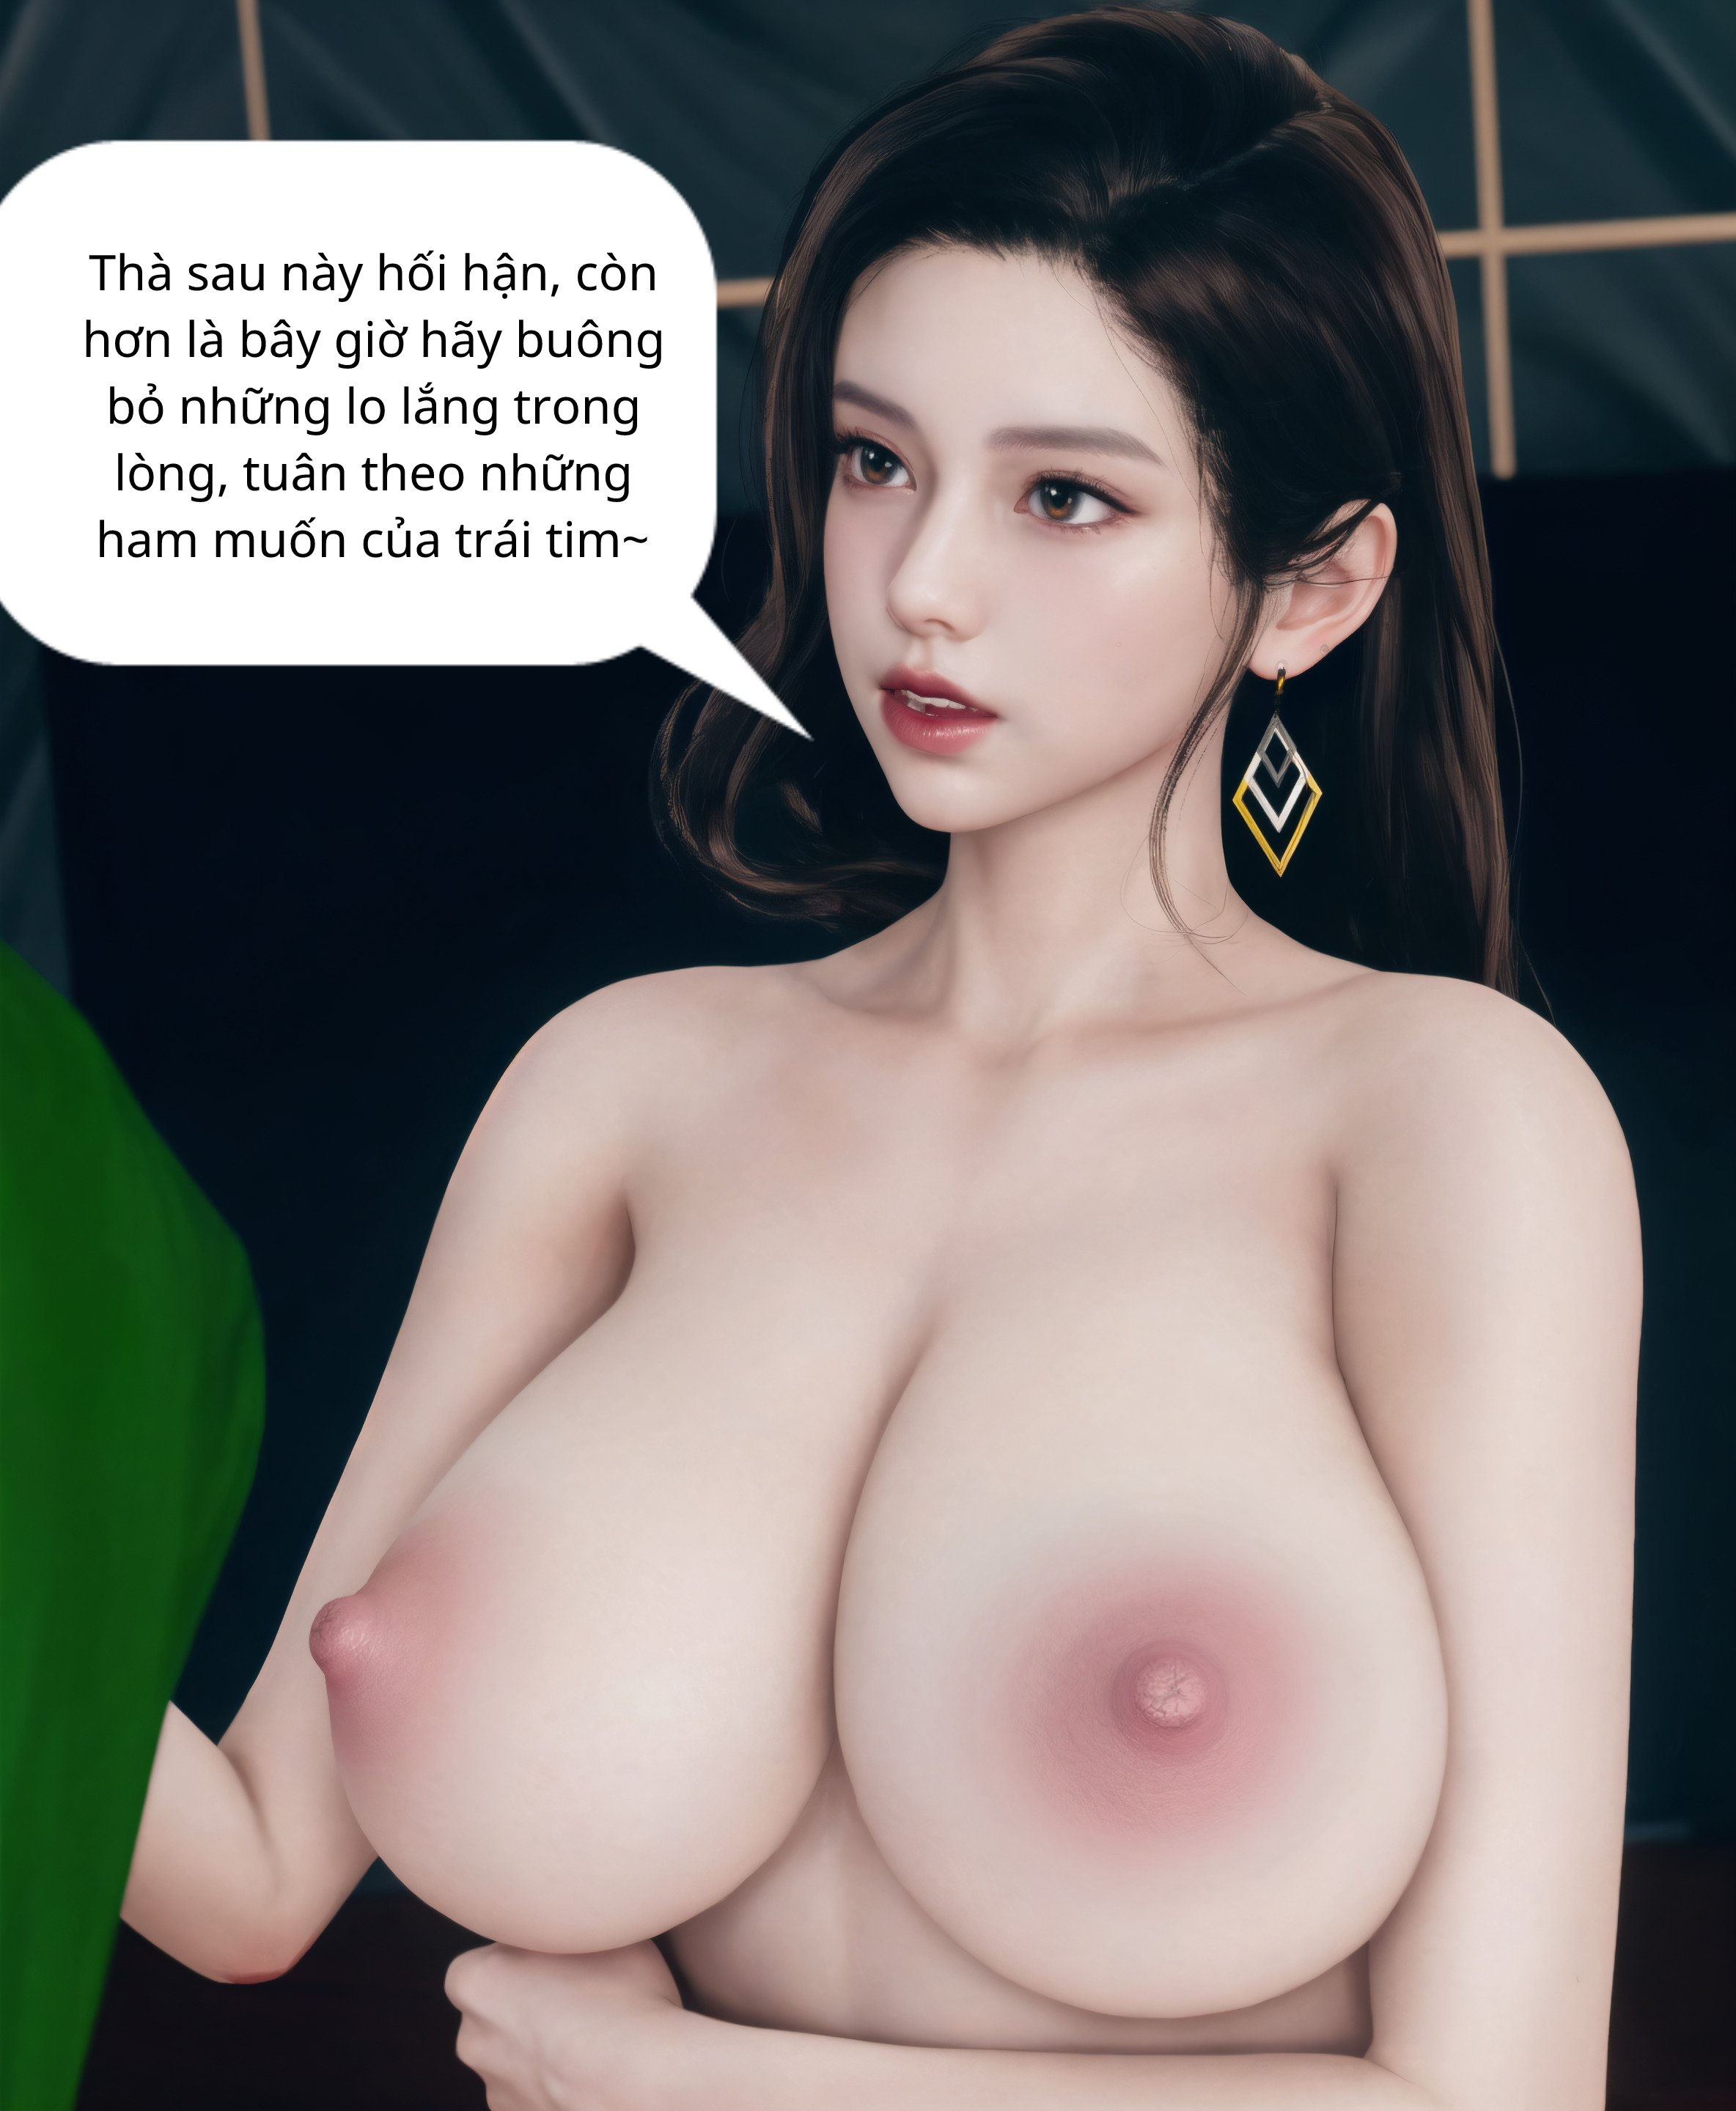 Thà sau này hối hận, còn
hơn là bây giờ hãy buông
bỏ những lo lắng trong
lòng, tuân theo những
ham muốn của trái tim~